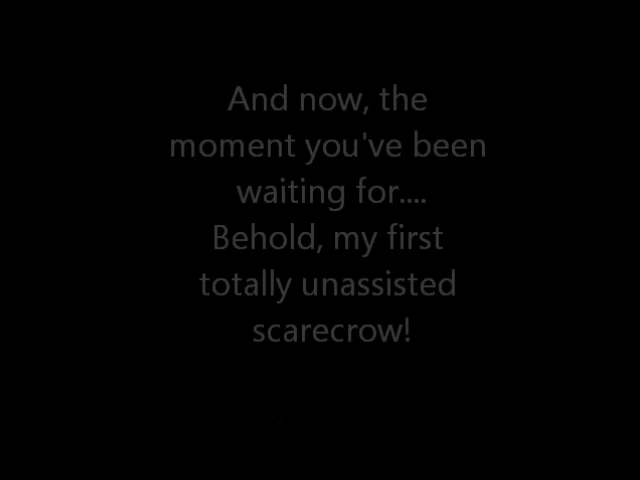 And now, the
moment you've been
waiting for....
Behold, my first
totally unassisted
scarecrow!